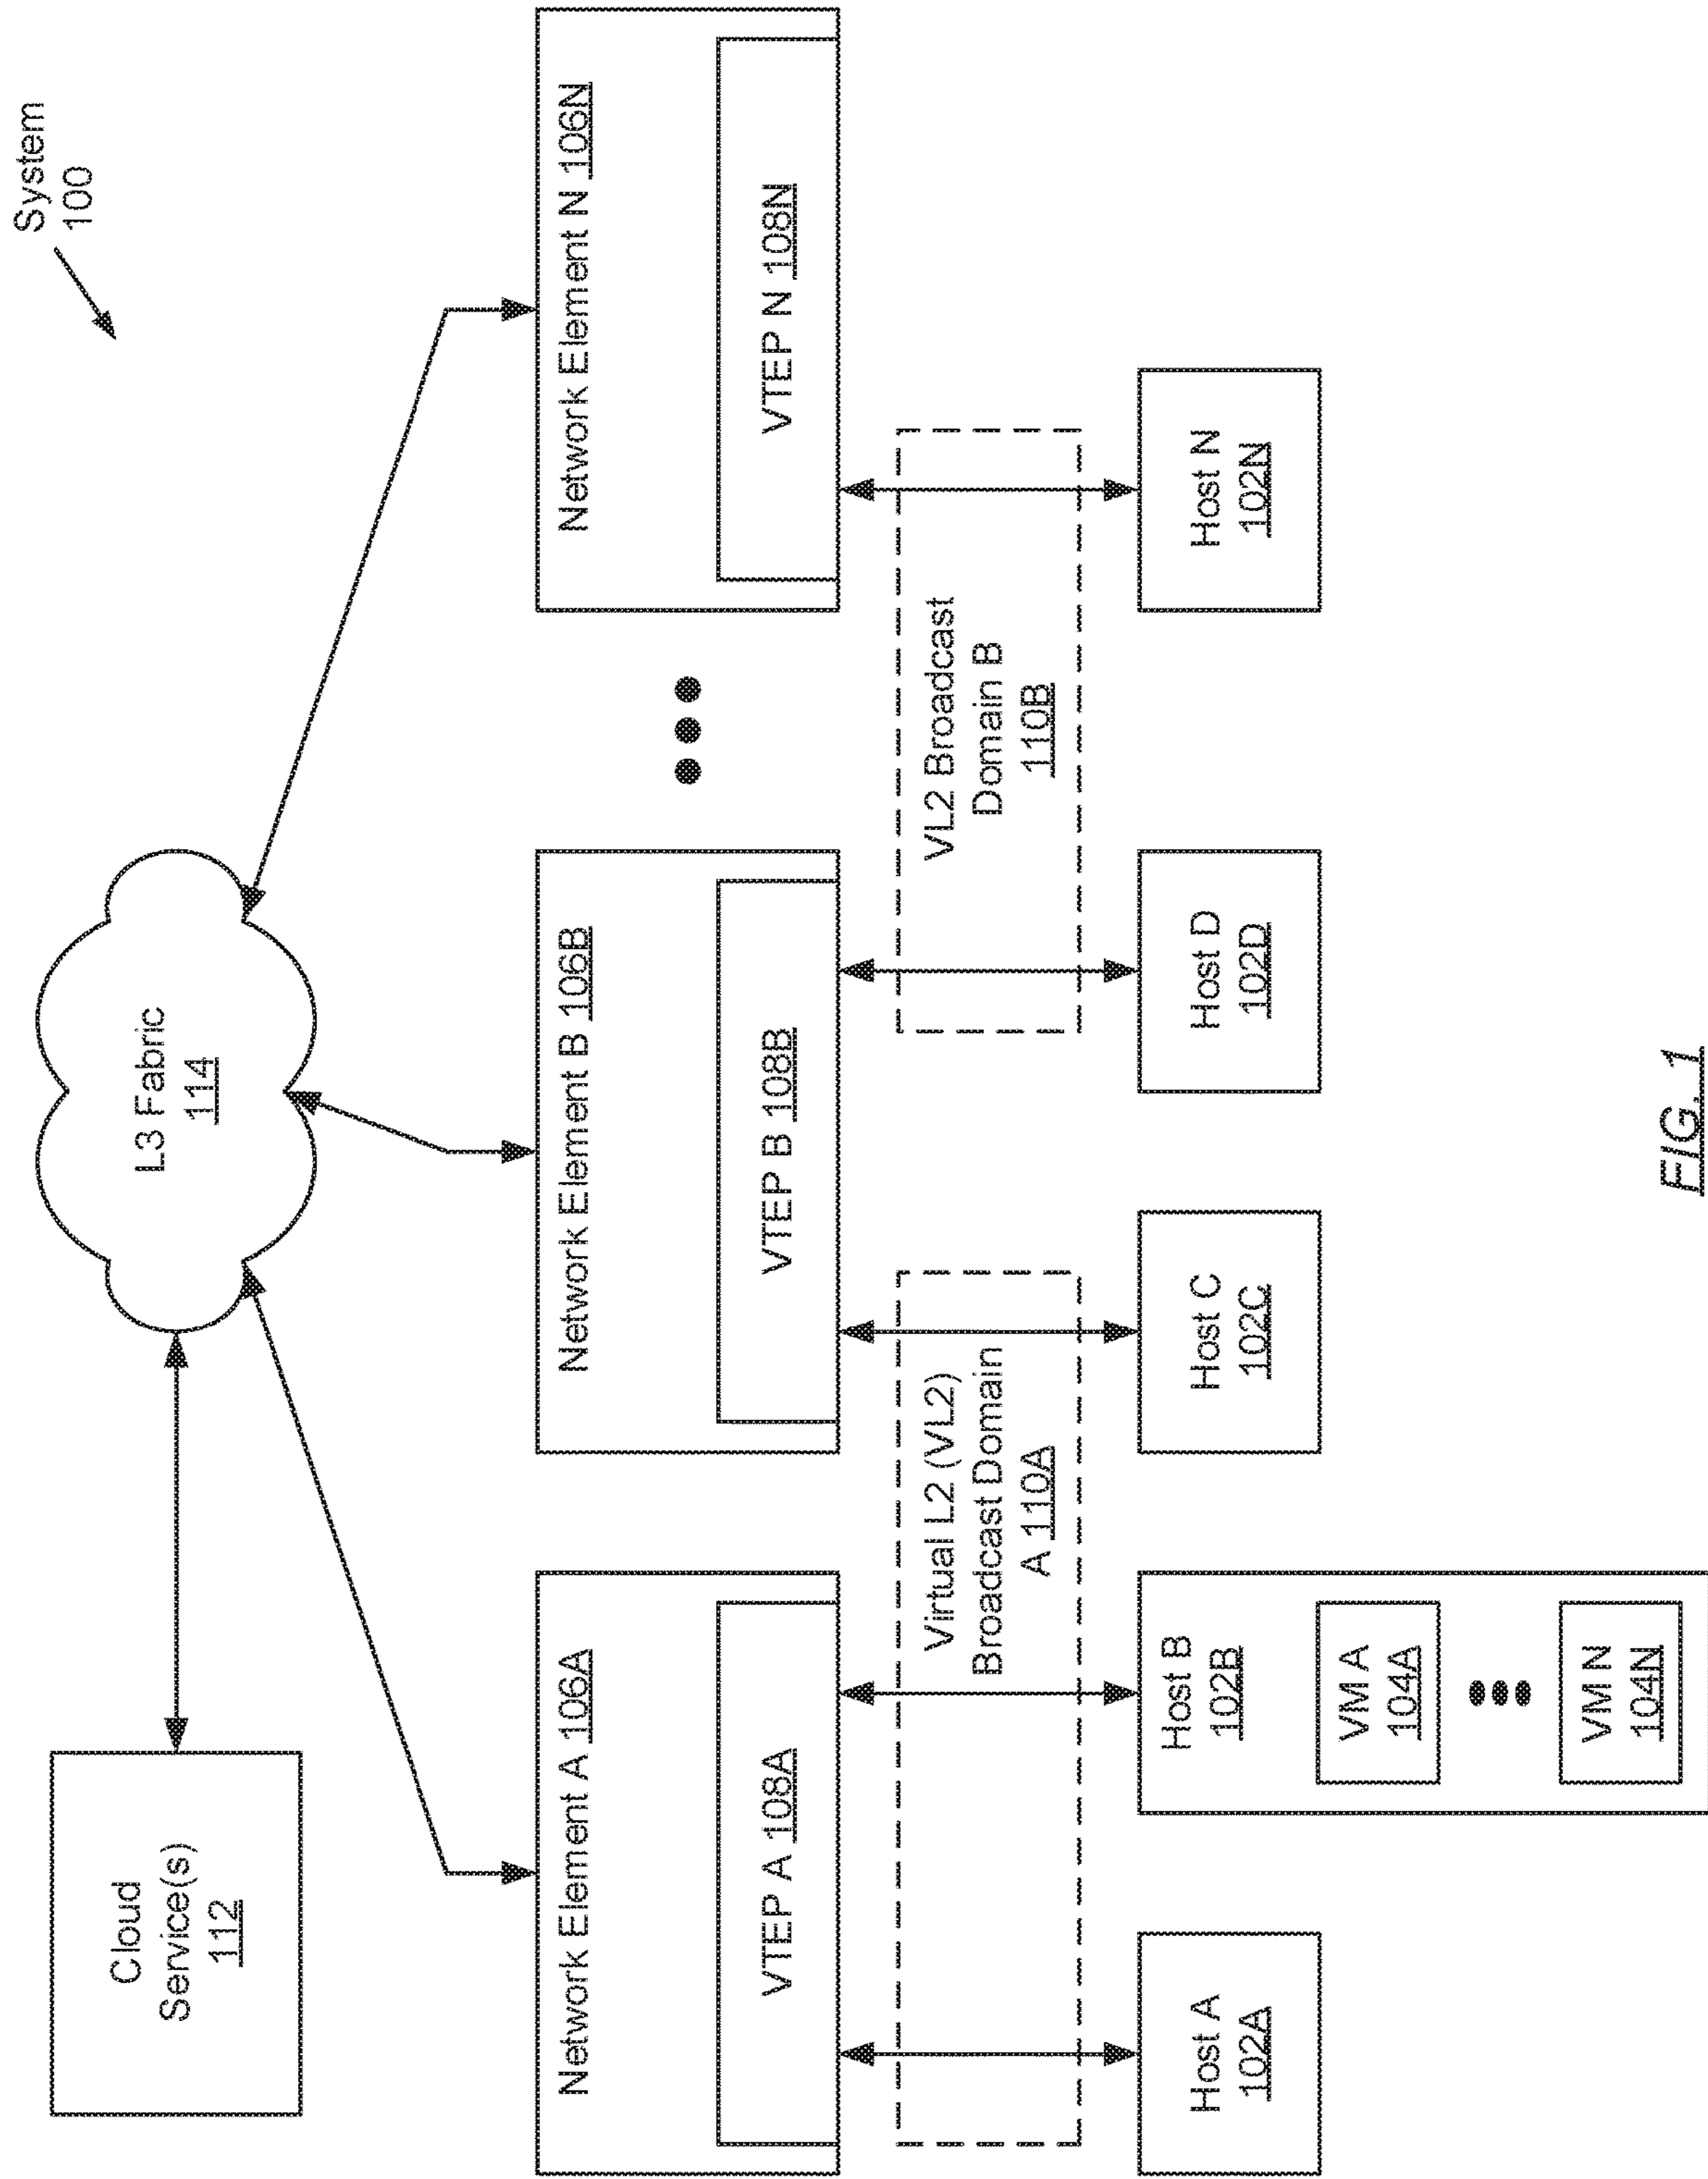 System
100
Cloud
Service(s)
112
L3 Fabric
114
Network Element A 106A
VTEP A 108A
Network Element B 106B
VTEP B 108B
Network Element N 106N
VTEP N 108N
Virtual L2 (VL2)
Broadcast Domain
A 110A
VL2 Broadcast
Domain B
110B
Host A
102A
Host B
102B
VM A
104A
VM N
104N
Host C
102C
Host D
102D
Host N
102N
FIG. 1